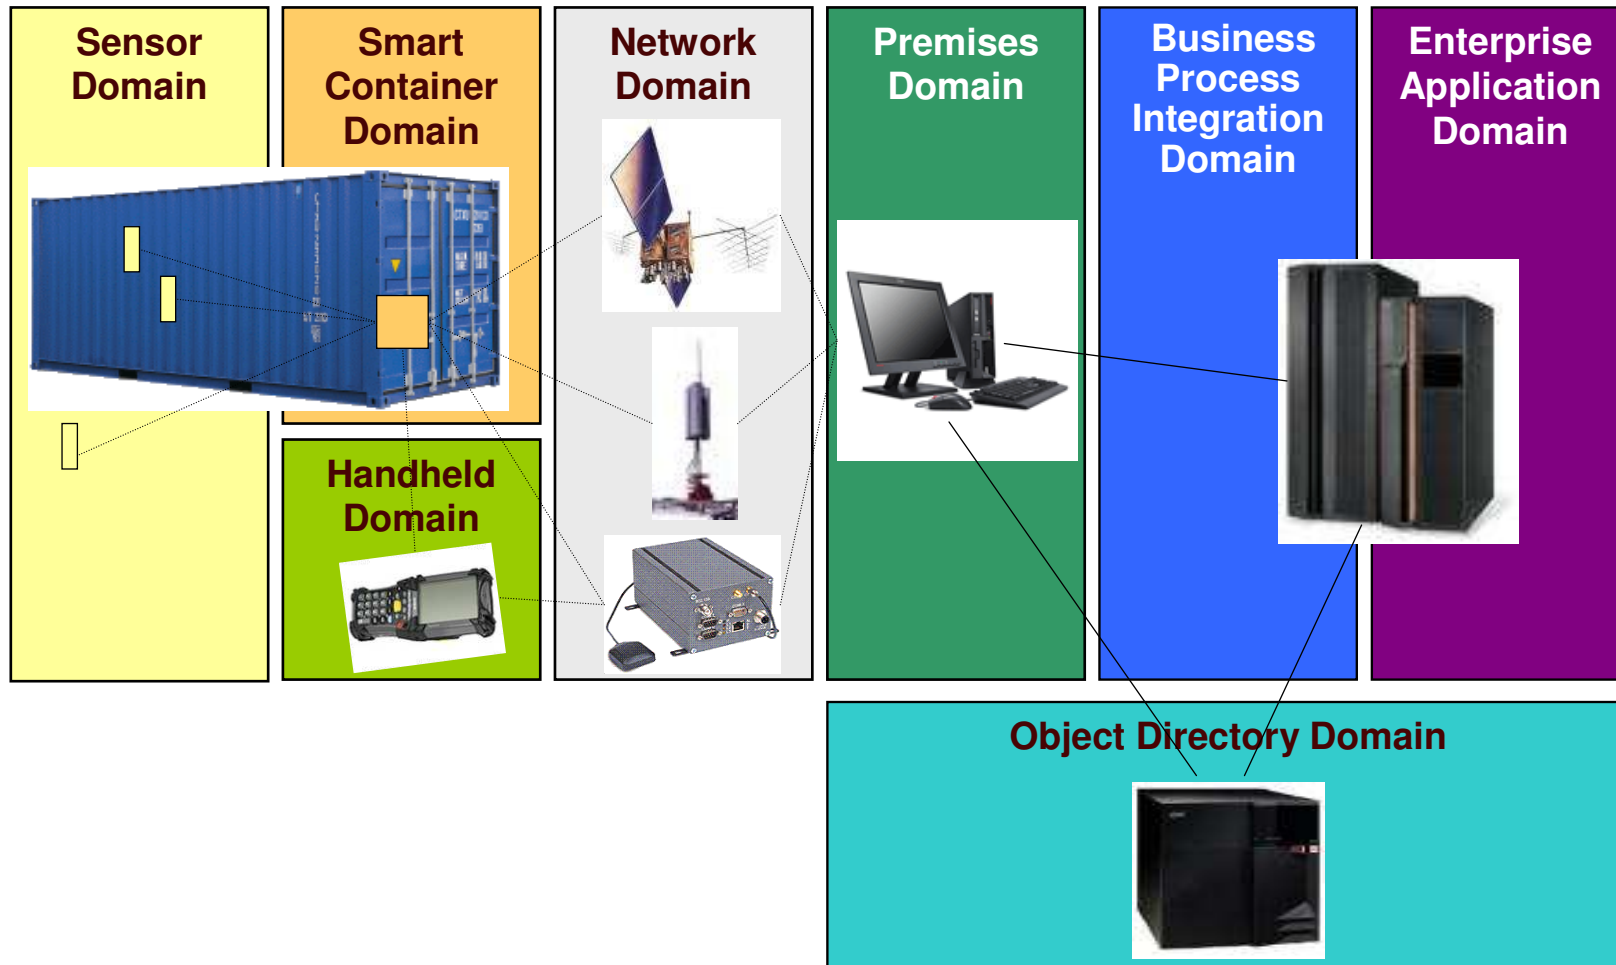 Sensor
Domain
Smart
Container
Domain
Network
Domain
Premises
Domain
Business
Process
Integration
Domain
Enterprise
Application
Domain
Handheld
Domain
Object Directory Domain